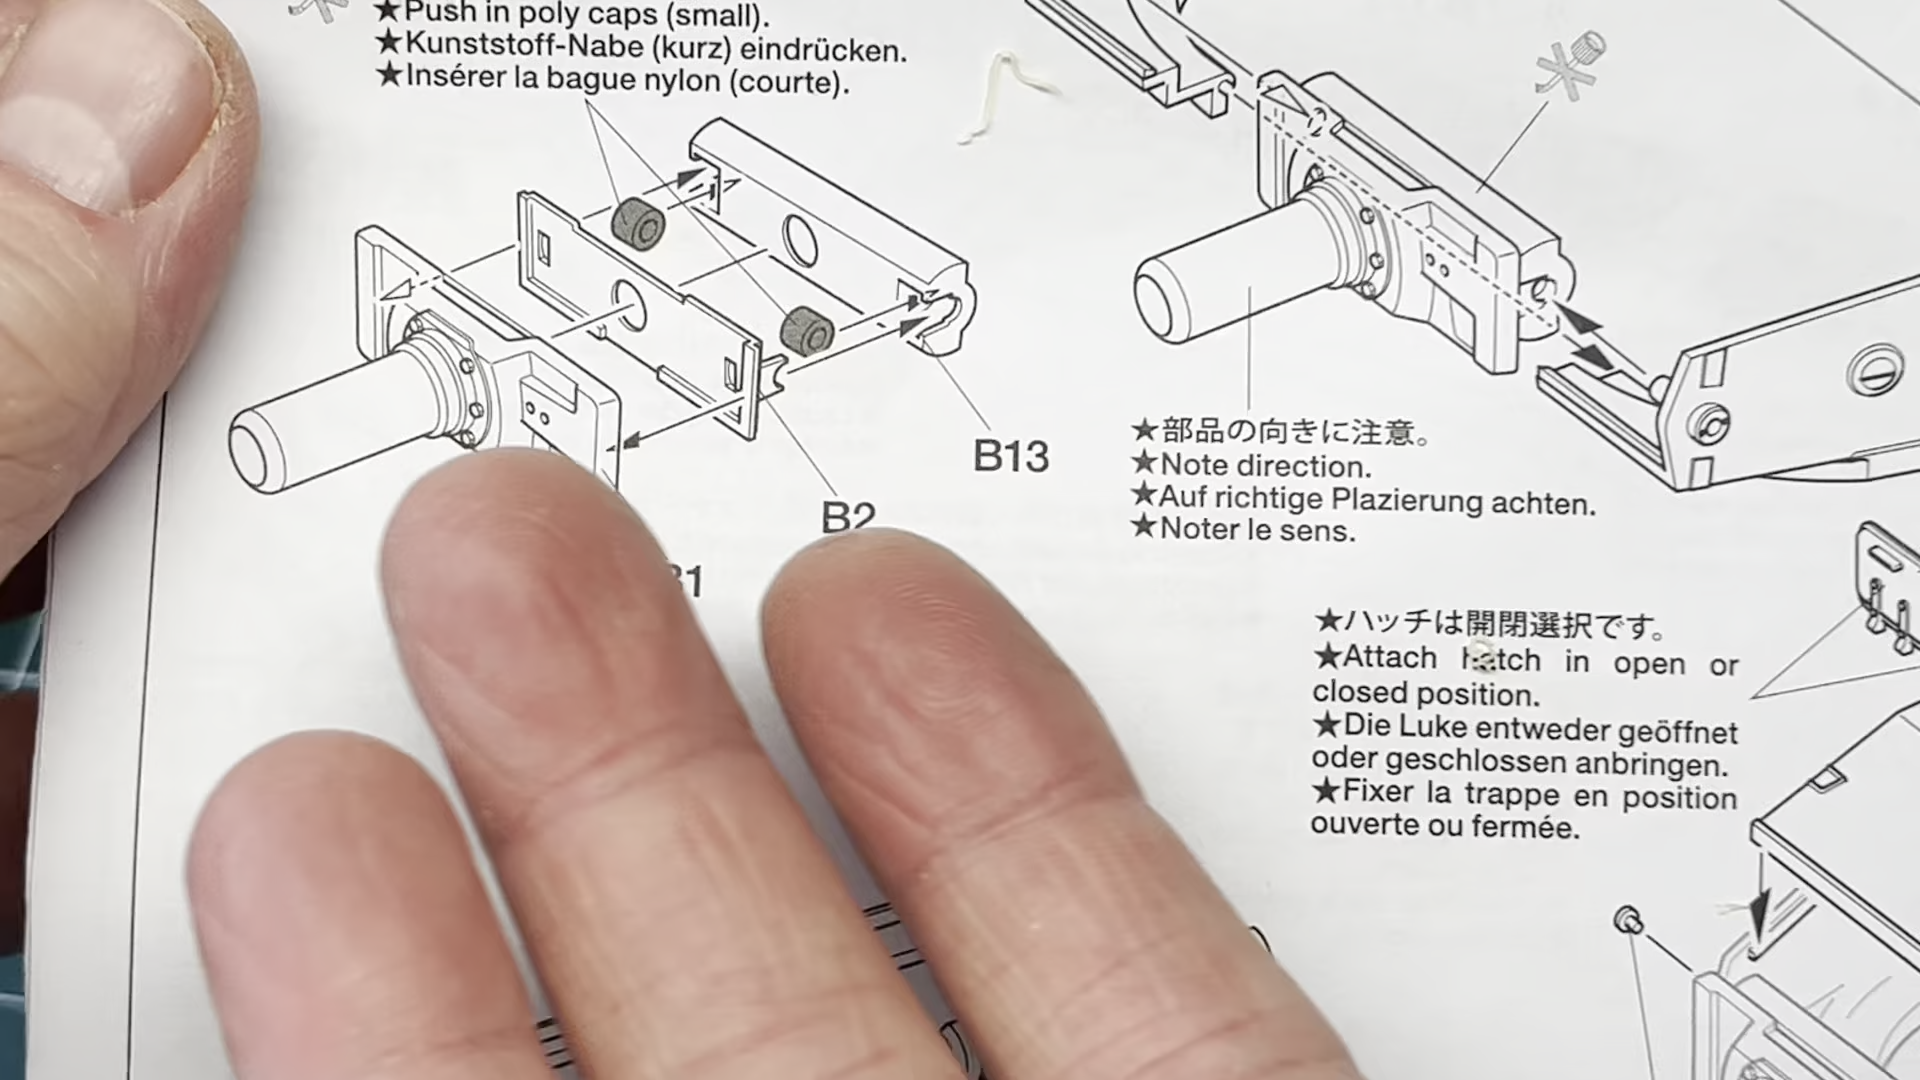 ★Push in poly caps (small).
★Kunststoff-Nabe (kurz) eindrücken.
★Insérer la bague nylon (courte).
B13
B2
★部品の向きに注意。
★Note direction.
★Auf richtige Plazierung achten.
★Noter le sens.
★ハッチは開閉選択です。
★Attach hatch in open or
closed position.
★Die Luke entweder geöffnet
oder geschlossen anbringen.
★Fixer la trappe en position
ouverte ou fermée.